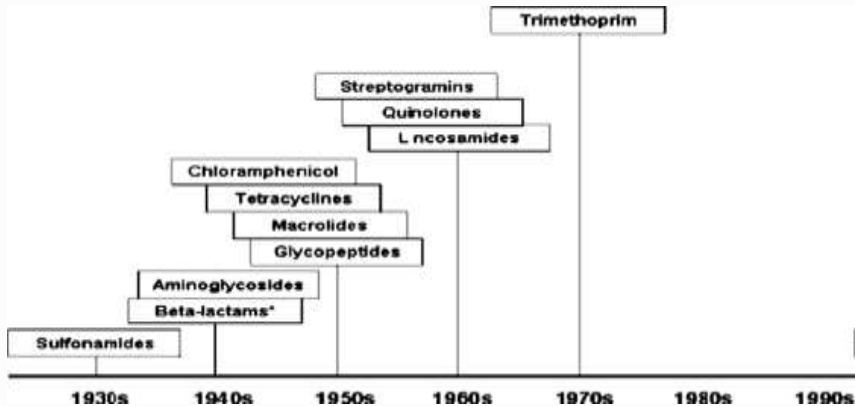 Trimethoprim
Streptogramins
Quinolones
L ncosamides
Chloramphenicol
Tetracyclines
Macrolides
Glycopeptides
Aminoglycosides
Beta-lactams*
Sulfonamides
1930s 1940s 1950s 1960s 1970s 1980s 1990s